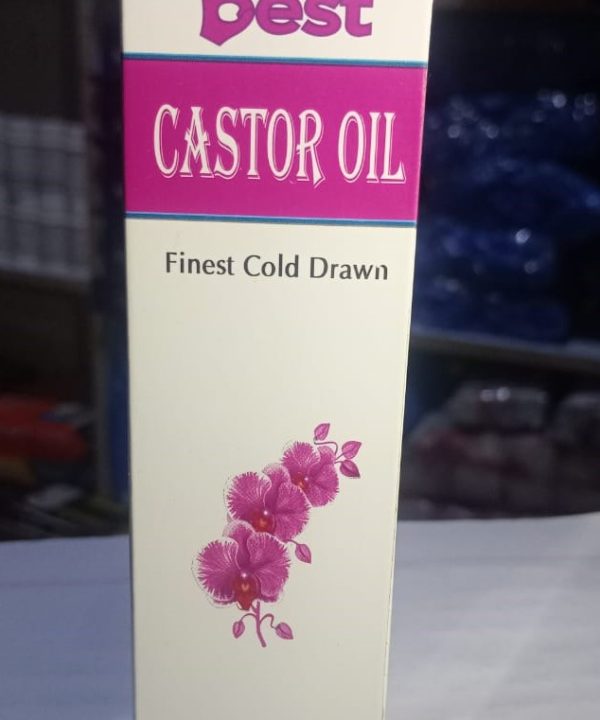 Best
CASTOR OIL
Finest Cold Drawn